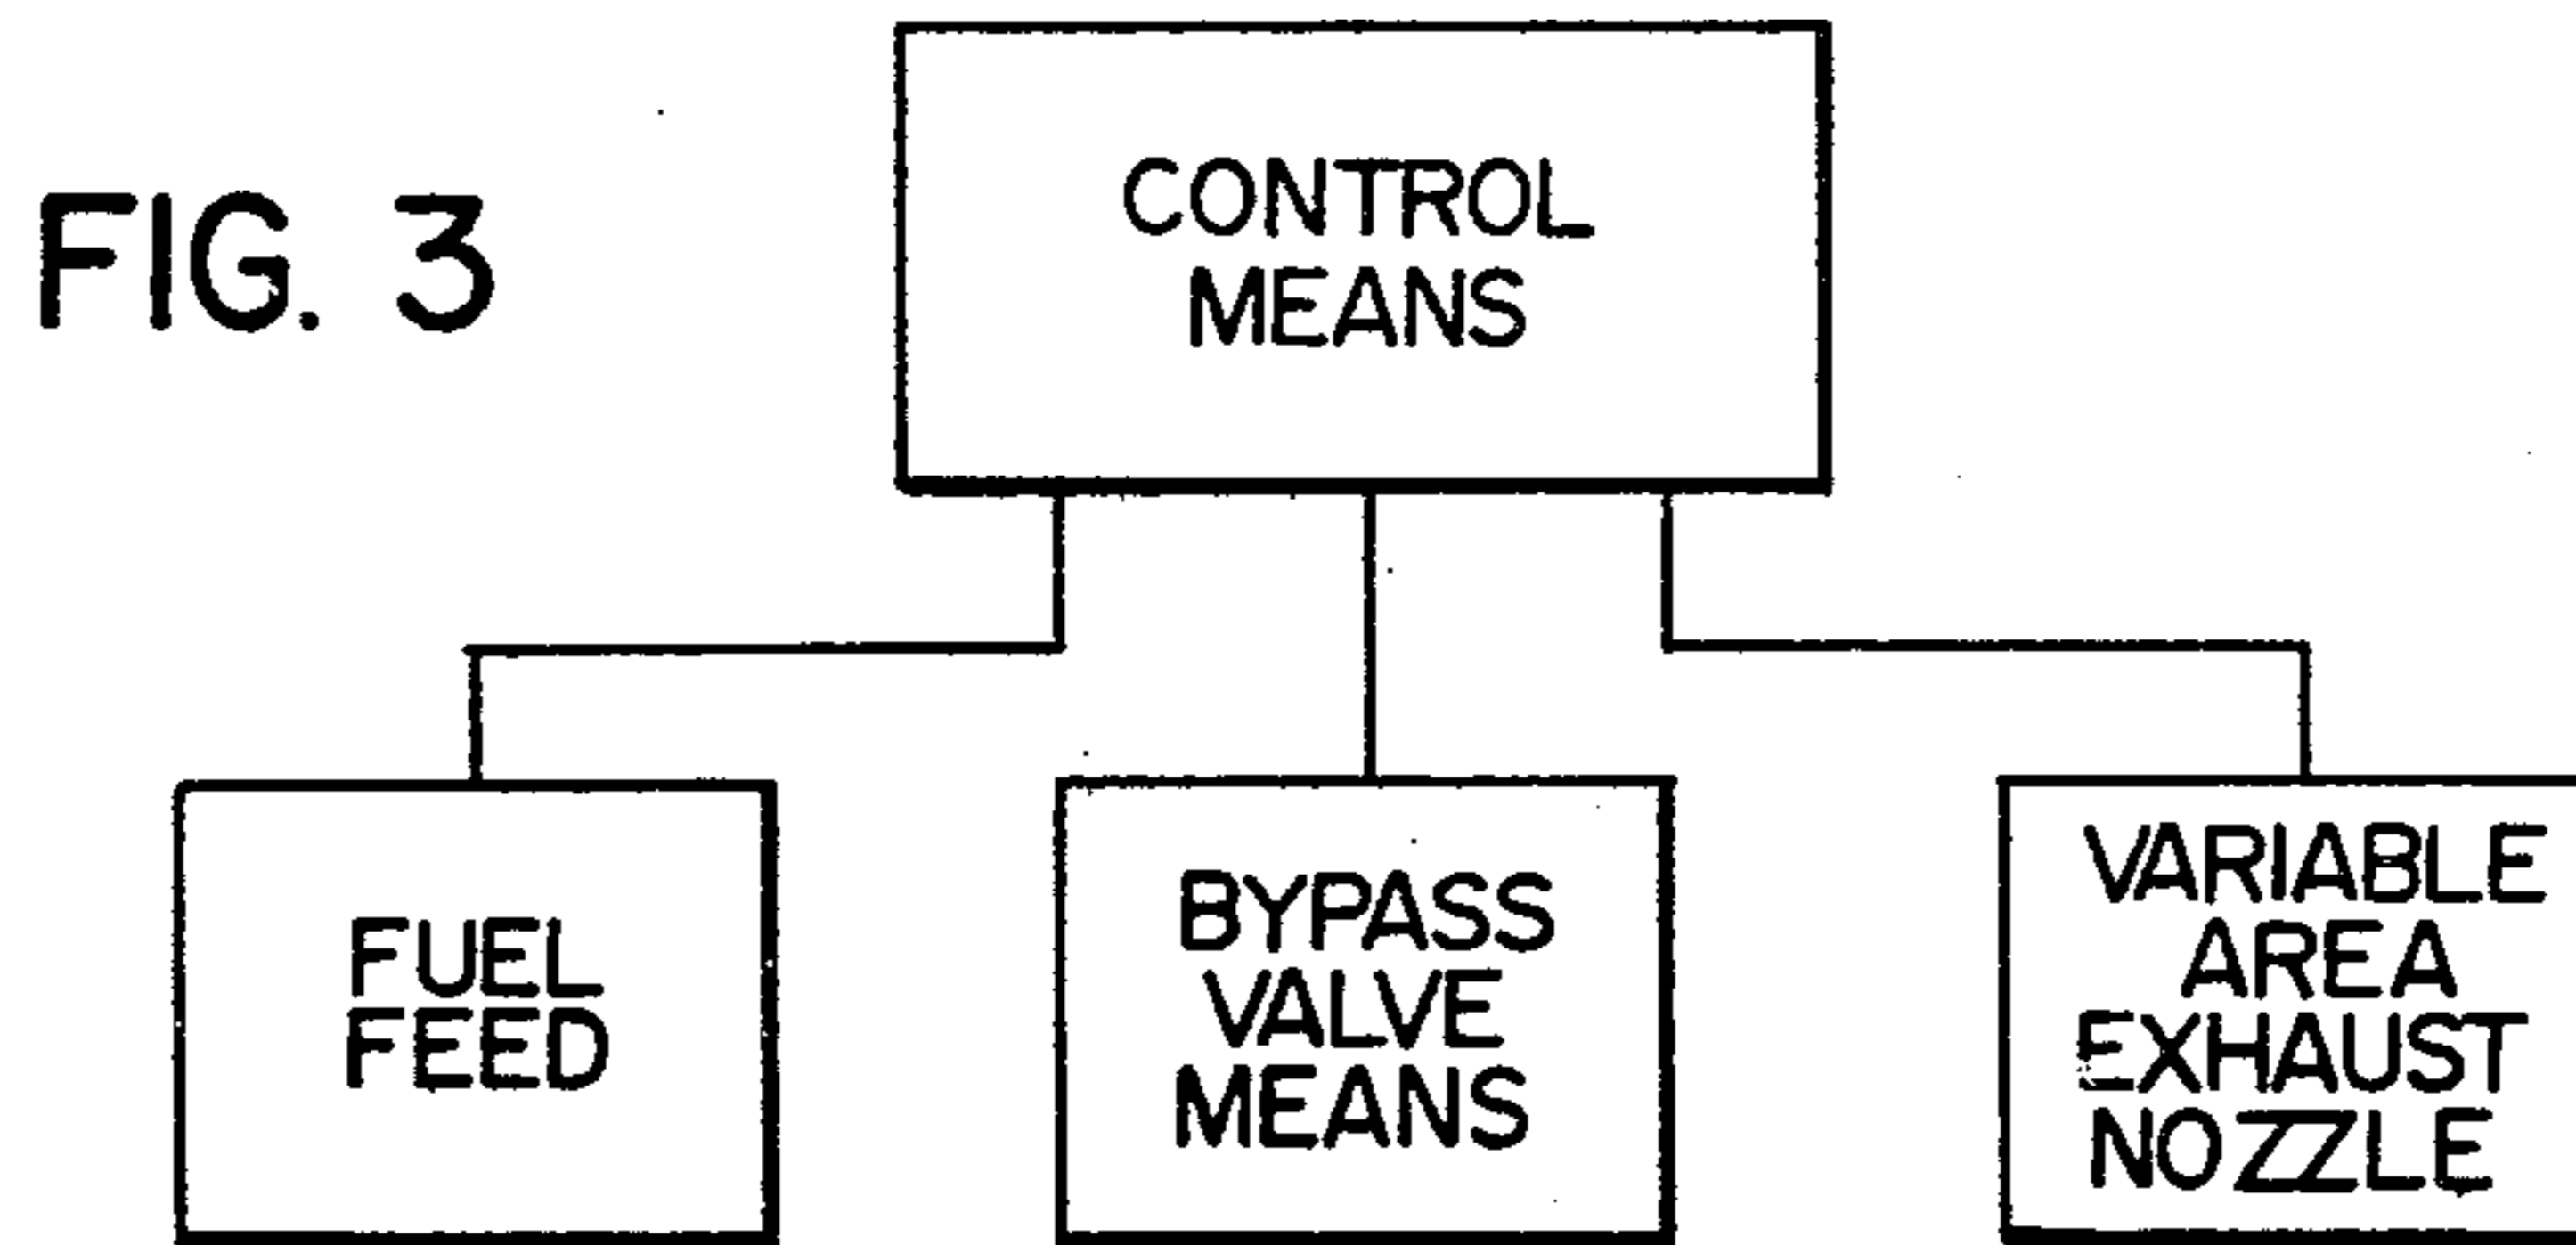 FIG. 3
CONTROL
MEANS
FUEL
FEED
BYPASS
VALVE
MEANS
VARIABLE
AREA
EXHAUST
NOZZLE